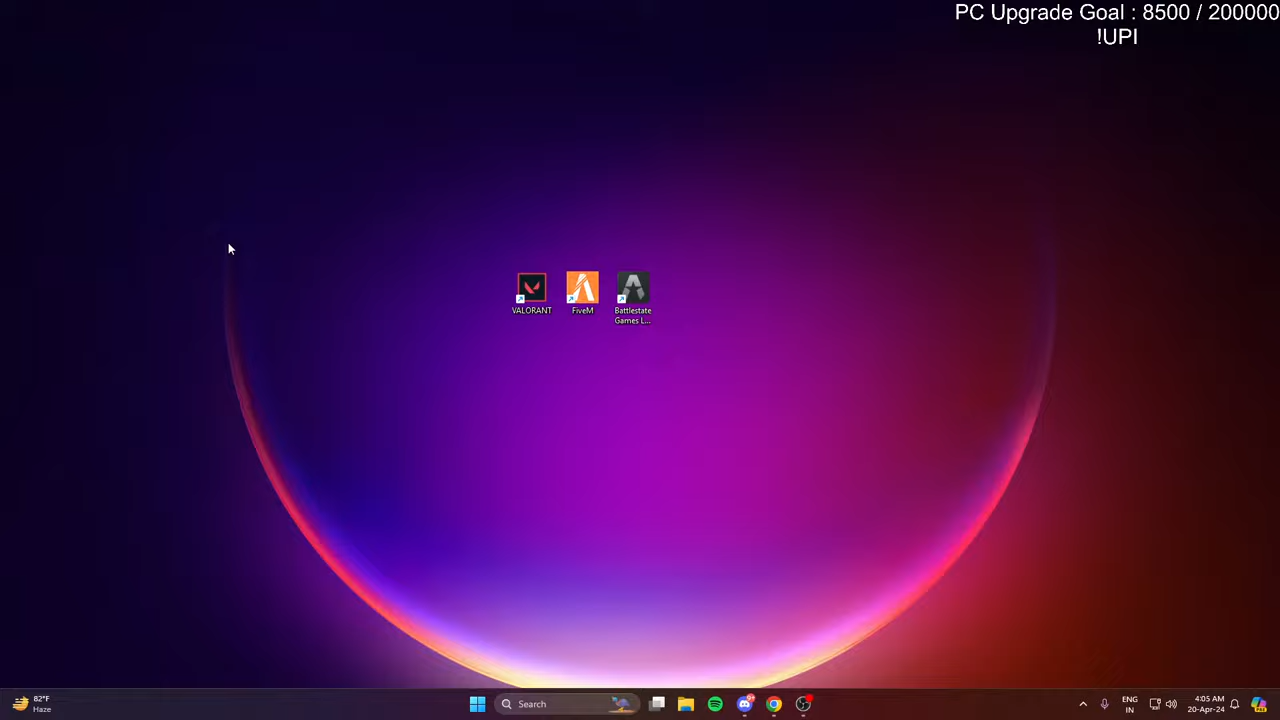 PC Upgrade Goal : 8500 / 200000
!UPI
VALORANT
FiveM
Battlestate
Games L...
82°F
Haze
Search
ENG
IN
4:05 AM
20-Apr-24